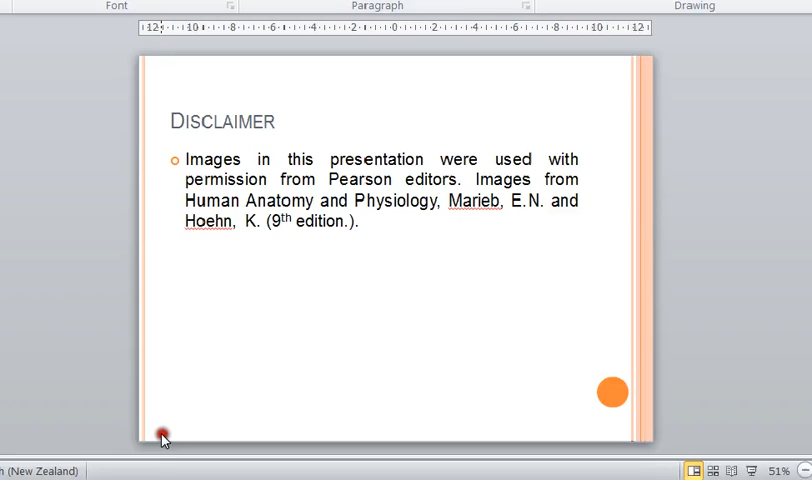 Font Paragraph Drawing
12 10 8 6 4 2 0 2 4 6 8 10 12
DISCLAIMER
Images in this presentation were used with
permission from Pearson editors. Images from
Human Anatomy and Physiology, Marieb, E.N. and
Hoehn, K. (9th edition.).
h (New Zealand) 51%